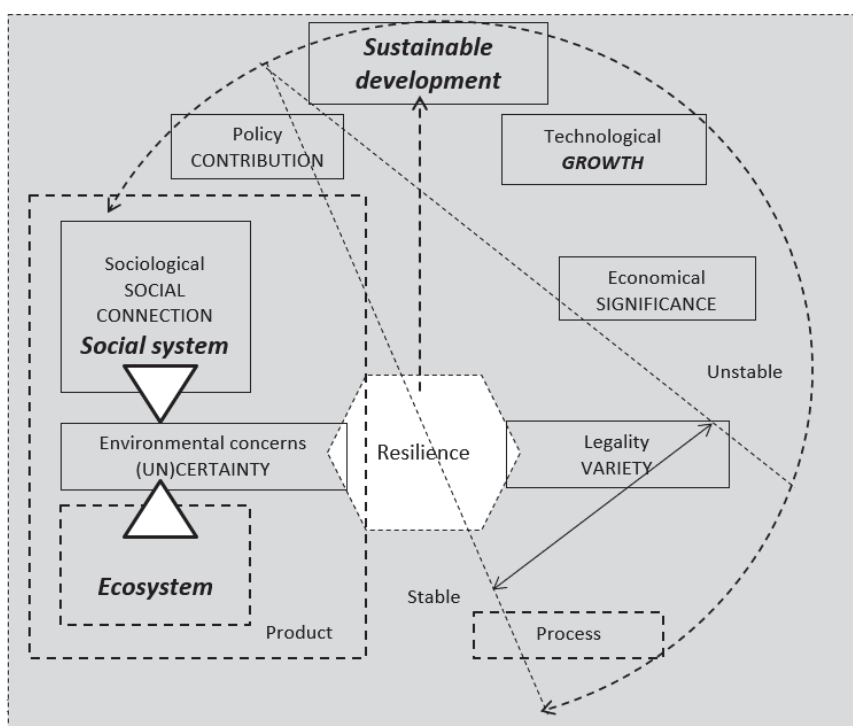 Sustainable
development
Policy
CONTRIBUTION
Technological
GROWTH
Sociological
SOCIAL
CONNECTION
Social system
Economical
SIGNIFICANCE
Unstable
Environmental concerns
(UN)CERTAINTY
Resilience
Legality
VARIETY
Ecosystem
Stable
Product
Process